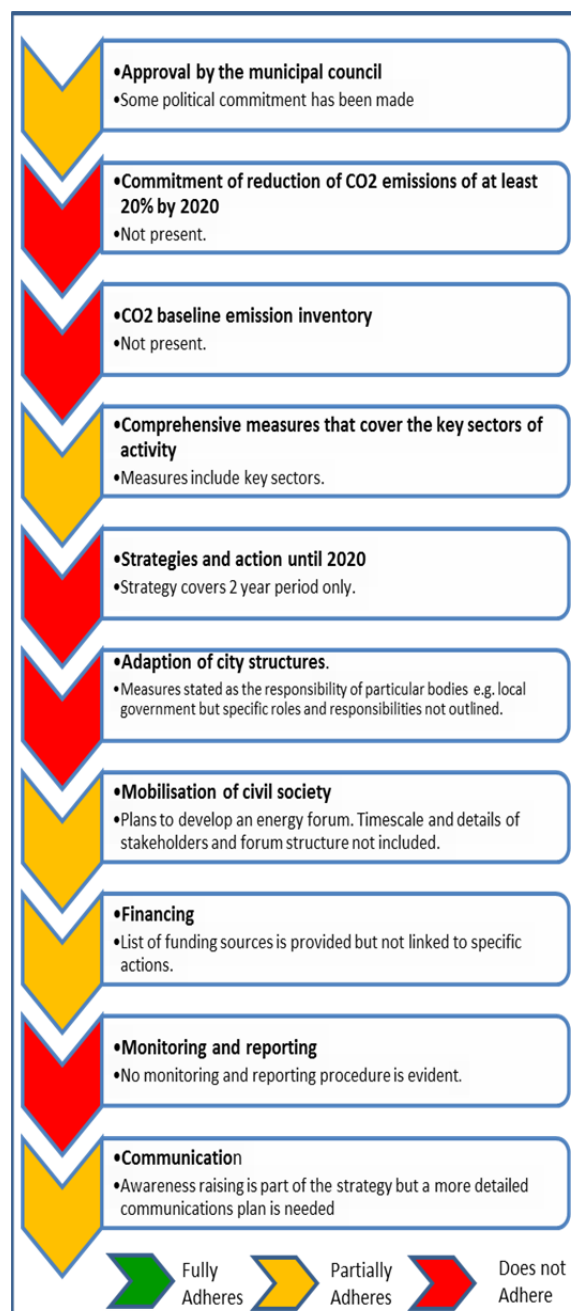 •Approval by the municipal council
•Some political commitment has been made
•Commitment of reduction of CO2 emissions of at least
20% by 2020
•Not present.
•CO2 baseline emission inventory
•Not present.
•Comprehensive measures that cover the key sectors of
activity
•Measures include key sectors.
•Strategies and action until 2020
•Strategy covers 2 year period only.
•Adaption of city structures.
•Measures stated as the responsibility of particular bodies e.g. local
government but specific roles and responsibilities not outlined.
•Mobilisation of civil society
•Plans to develop an energy forum. Timescale and details of
stakeholders and forum structure not included.
•Financing
•List of funding sources is provided but not linked to specific
actions.
•Monitoring and reporting
•No monitoring and reporting procedure is evident.
•Communication
•Awareness raising is part of the strategy but a more detailed
communications plan is needed
Fully
Adheres
Partially
Adheres
Does not
Adhere